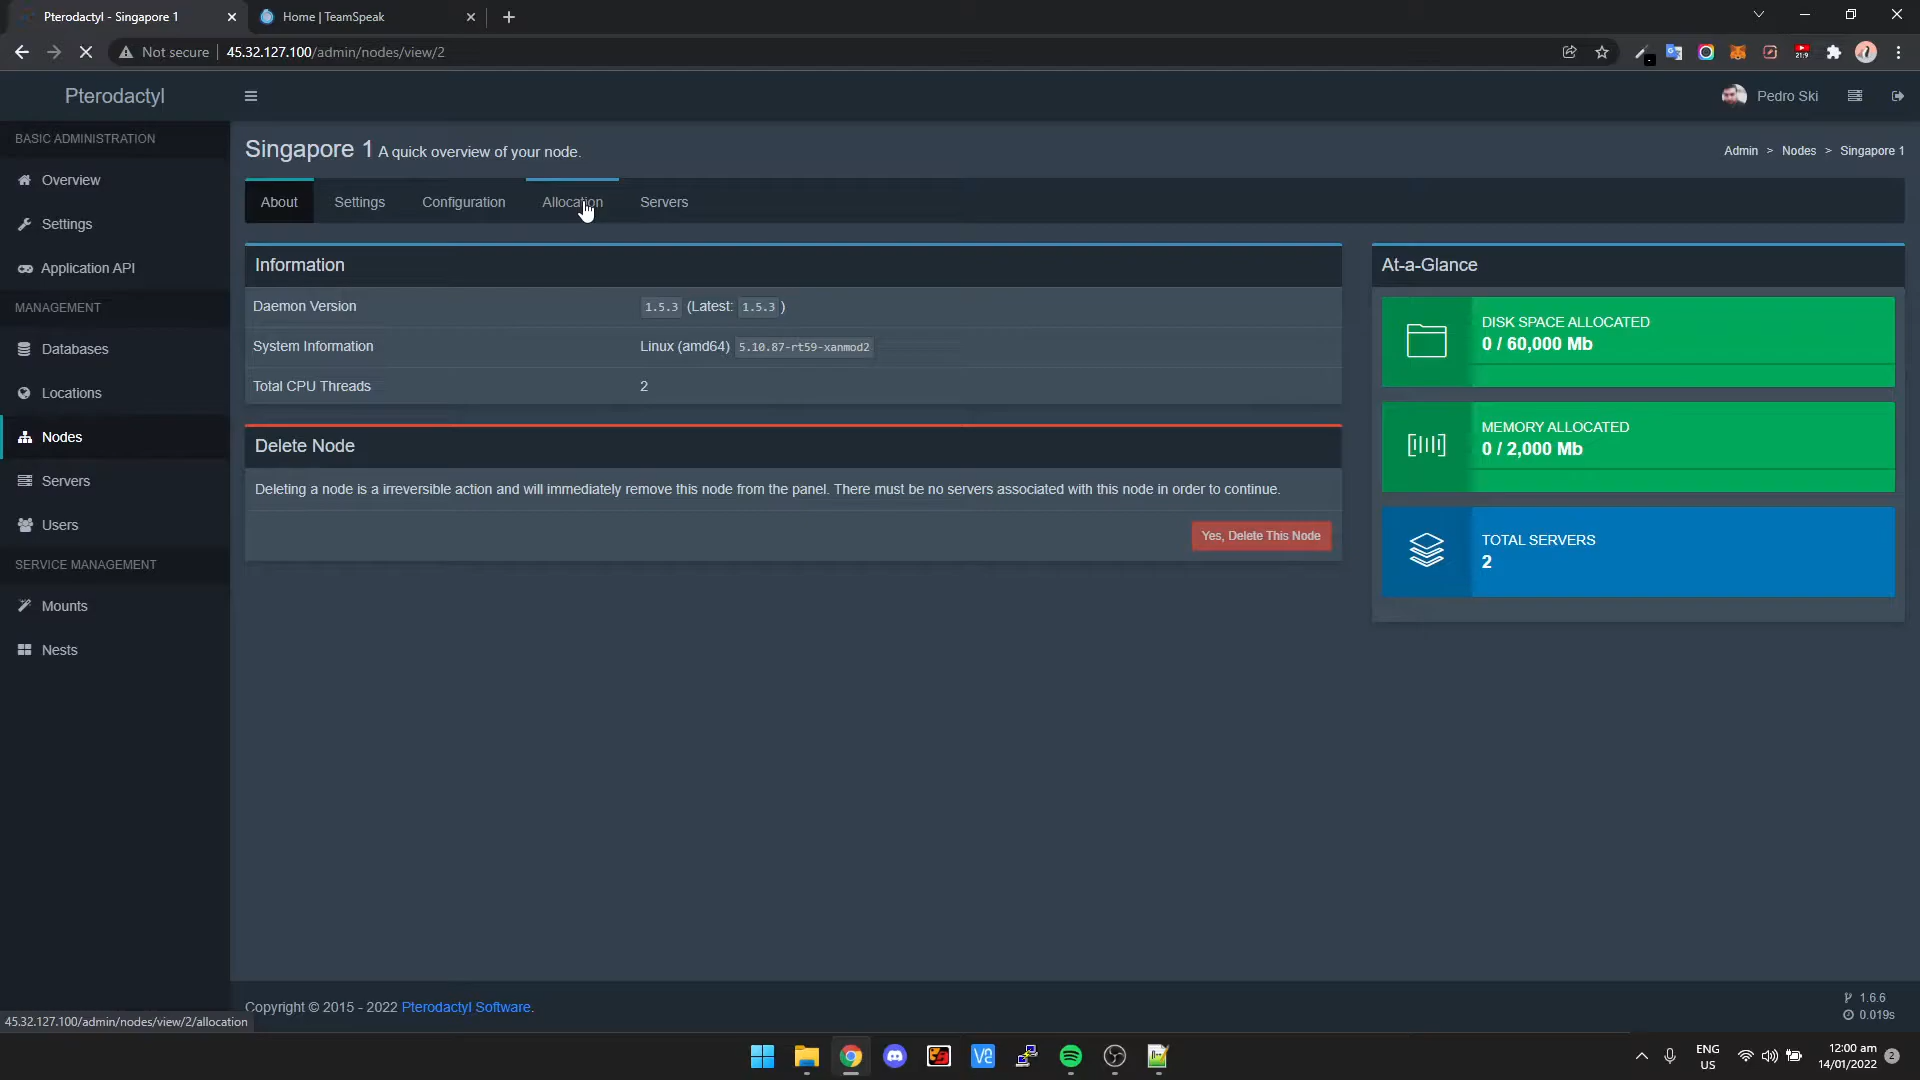 Pterodactyl - Singapore 1
Home | TeamSpeak
Not secure
45.32.127.100/admin/nodes/view/2
Pterodactyl
Pedro Ski
BASIC ADMINISTRATION
Overview
Settings
Application API
MANAGEMENT
Databases
Locations
Nodes
Servers
Users
SERVICE MANAGEMENT
Mounts
Nests
Singapore 1 A quick overview of your node.
Admin > Nodes > Singapore 1
About
Settings
Configuration
Allocation
Servers
Information
Daemon Version
1.5.3 (Latest: 1.5.3 )
System Information
Linux (amd64) 5.10.87-rt59-xanmod2
Total CPU Threads
2
Delete Node
Deleting a node is a irreversible action and will immediately remove this node from the panel. There must be no servers associated with this node in order to continue.
Yes, Delete This Node
At-a-Glance
DISK SPACE ALLOCATED
0 / 60,000 Mb
MEMORY ALLOCATED
0 / 2,000 Mb
TOTAL SERVERS
2
Copyright © 2015 - 2022 Pterodactyl Software.
1.6.6
0.019s
45.32.127.100/admin/nodes/view/2/allocation
ENG
US
12:00 am
14/01/2022
2